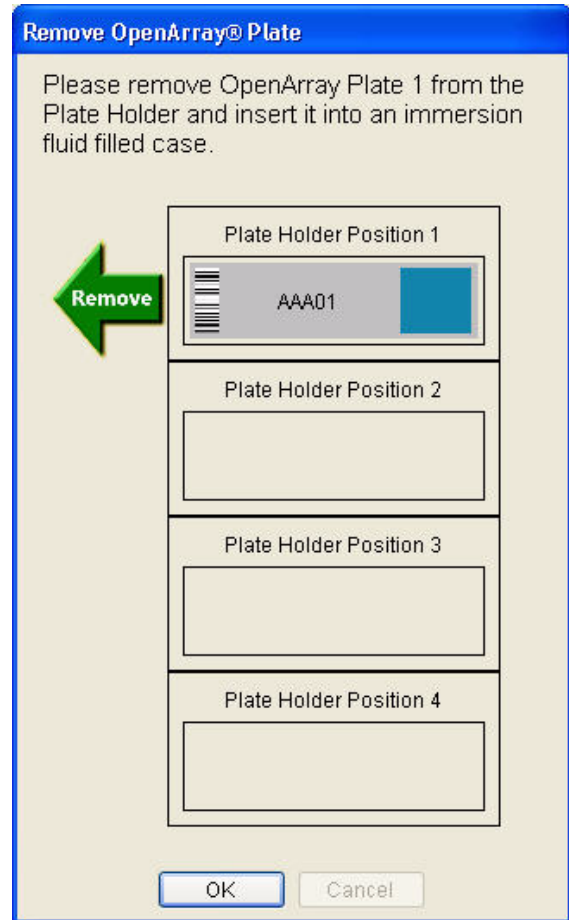 Remove OpenArray® Plate
Please remove OpenArray Plate 1 from the
Plate Holder and insert it into an immersion
fluid filled case.
Plate Holder Position 1
Remove
AAA01
Plate Holder Position 2
Plate Holder Position 3
Plate Holder Position 4
OK
Cancel